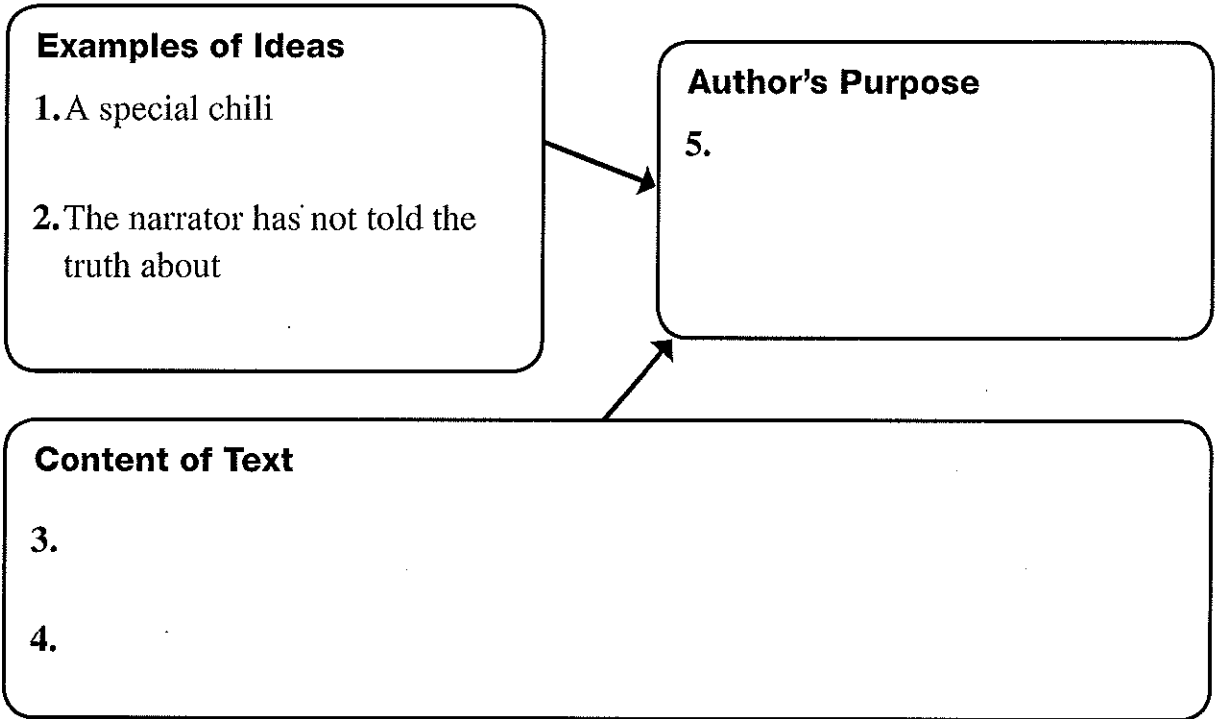 Examples of Ideas
1. A special chili
2. The narrator has not told the
truth about
Author's Purpose
5.
Content of Text
3.
4.